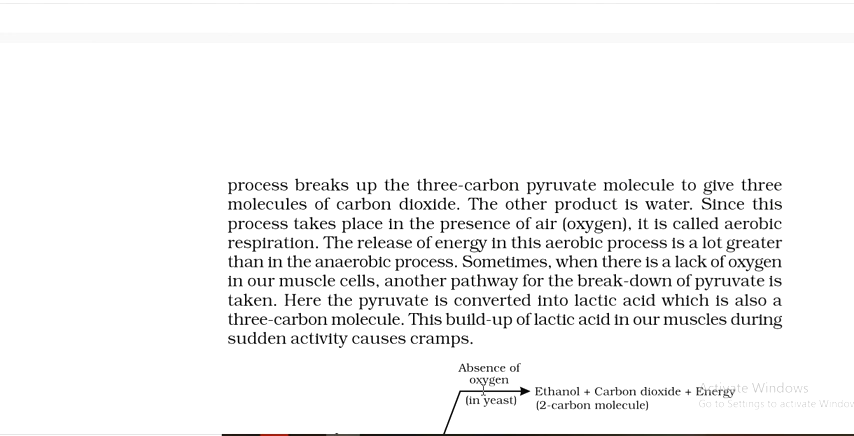 process breaks up the three-carbon pyruvate molecule to give three
molecules of carbon dioxide. The other product is water. Since this
process takes place in the presence of air (oxygen), it is called aerobic
respiration. The release of energy in this aerobic process is a lot greater
than in the anaerobic process. Sometimes, when there is a lack of oxygen
in our muscle cells, another pathway for the break-down of pyruvate is
taken. Here the pyruvate is converted into lactic acid which is also a
three-carbon molecule. This build-up of lactic acid in our muscles during
sudden activity causes cramps.
Absence of
oxygen
(in yeast)
Ethanol + Carbon dioxide + Energy
(2-carbon molecule)
Activate Windows
Go to Settings to activate Window